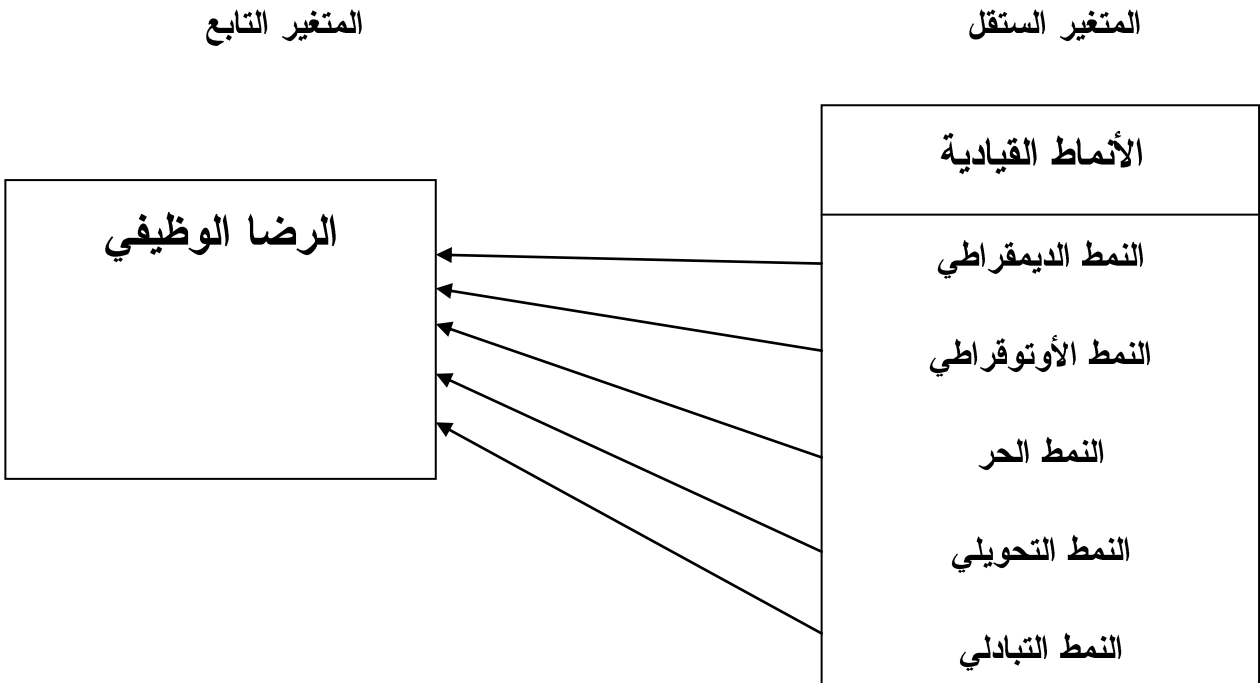 المتغير الستقل
المتغير التابع
الأنماط القيادية
النمط الديمقراطي
النمط الأوتوقراطي
النمط الحر
النمط التحويلي
النمط التبادلي
الرضا الوظيفي